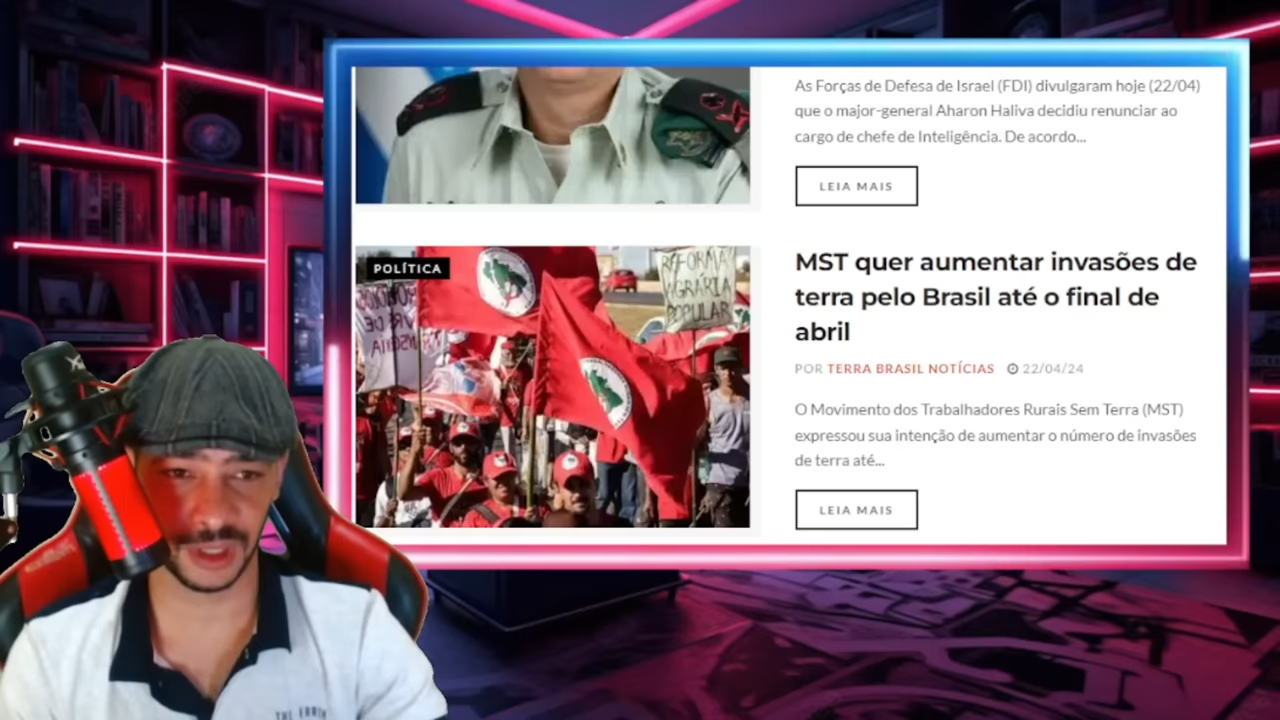 As Forças de Defesa de Israel (FDI) divulgaram hoje (22/04)
que o major-general Aharon Haliva decidiu renunciar ao
cargo de chefe de Inteligência. De acordo...
LEIA MAIS
POLÍTICA
REFORMA
AGRÁRIA
POPULAR
MST quer aumentar invasões de
terra pelo Brasil até o final de
abril
POR TERRA BRASIL NOTÍCIAS 22/04/24
O Movimento dos Trabalhadores Rurais Sem Terra (MST)
expressou sua intenção de aumentar o número de invasões
de terra até...
LEIA MAIS